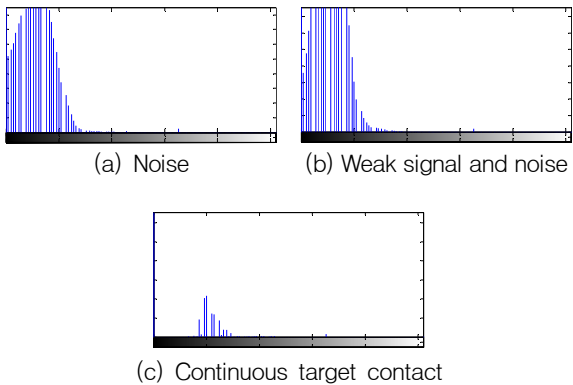 (a) Noise
(b) Weak signal and noise
(c) Continuous target contact